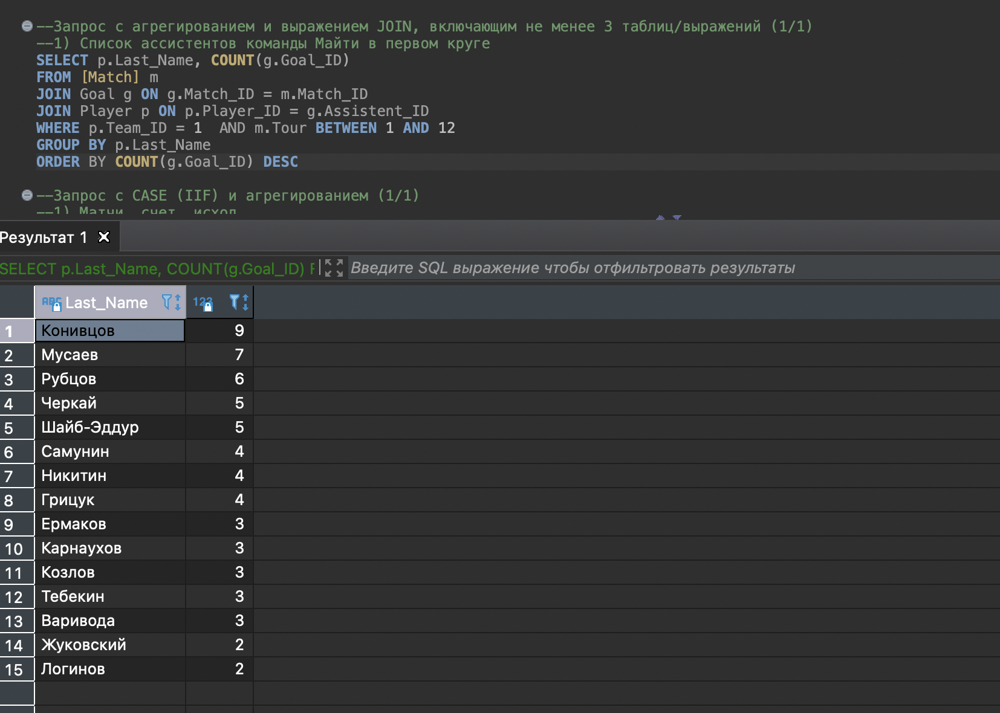 --Запрос с агрегированием и выражением JOIN, включающим не менее 3 таблиц/выражений (1/1)
--1) Список ассистентов команды Майти в первом круге
SELECT p.Last_Name, COUNT(g.Goal_ID)
FROM [Match] m
JOIN Goal g ON g.Match_ID = m.Match_ID
JOIN Player p ON p.Player_ID = g.Assistent_ID
WHERE p.Team_ID = 1  AND m.Tour BETWEEN 1 AND 12
GROUP BY p.Last_Name
ORDER BY COUNT(g.Goal_ID) DESC
--Запрос с CASE (IIF) и агрегированием (1/1)
--1) Матчи, счет, исход
Результат 1
SELECT p.Last_Name, COUNT(g.Goal_ID) F Введите SQL выражение чтобы отфильтровать результаты
ABC Last_Name 123
1 Конивцов 9
2 Мусаев 7
3 Рубцов 6
4 Черкай 5
5 Шайб-Эддур 5
6 Самунин 4
7 Никитин 4
8 Грицук 4
9 Ермаков 3
10 Карнаухов 3
11 Козлов 3
12 Тебекин 3
13 Варивода 3
14 Жуковский 2
15 Логинов 2